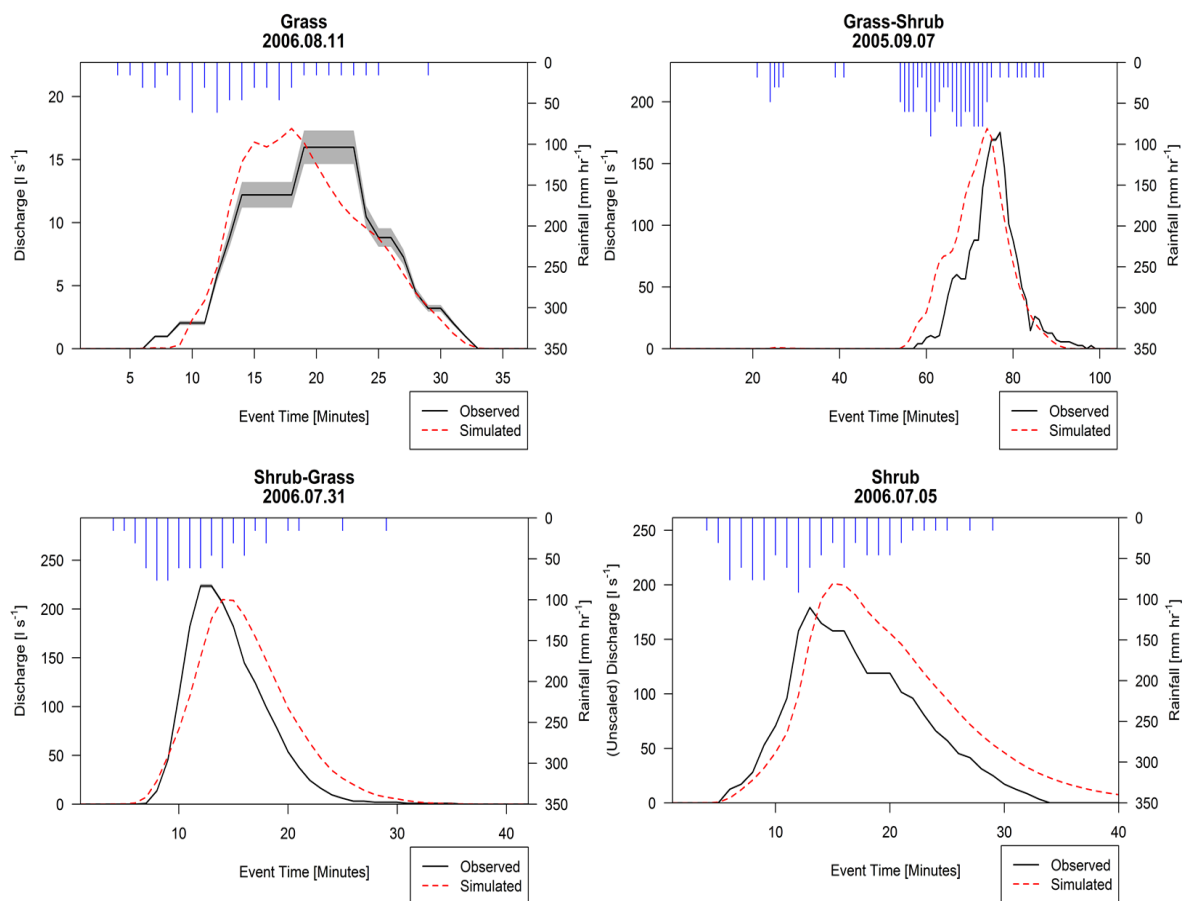 Grass
2006.08.11
Discharge [l s-1]
20
15
10
5
0
0
50
100
150
200
250
300
350
Rainfall [mm hr-1]
5 10 15 20 25 30 35
Event Time [Minutes]
Observed
Simulated
Grass-Shrub
2005.09.07
Discharge [l s-1]
200
150
100
50
0
0
50
100
150
200
250
300
350
Rainfall [mm hr-1]
20 40 60 80 100
Event Time [Minutes]
Observed
Simulated
Shrub-Grass
2006.07.31
Discharge [l s-1]
250
200
150
100
50
0
0
50
100
150
200
250
300
350
Rainfall [mm hr-1]
10 20 30 40
Event Time [Minutes]
Observed
Simulated
Shrub
2006.07.05
(Unscaled) Discharge [l s-1]
250
200
150
100
50
0
0
50
100
150
200
250
300
350
Rainfall [mm hr-1]
10 20 30 40
Event Time [Minutes]
Observed
Simulated